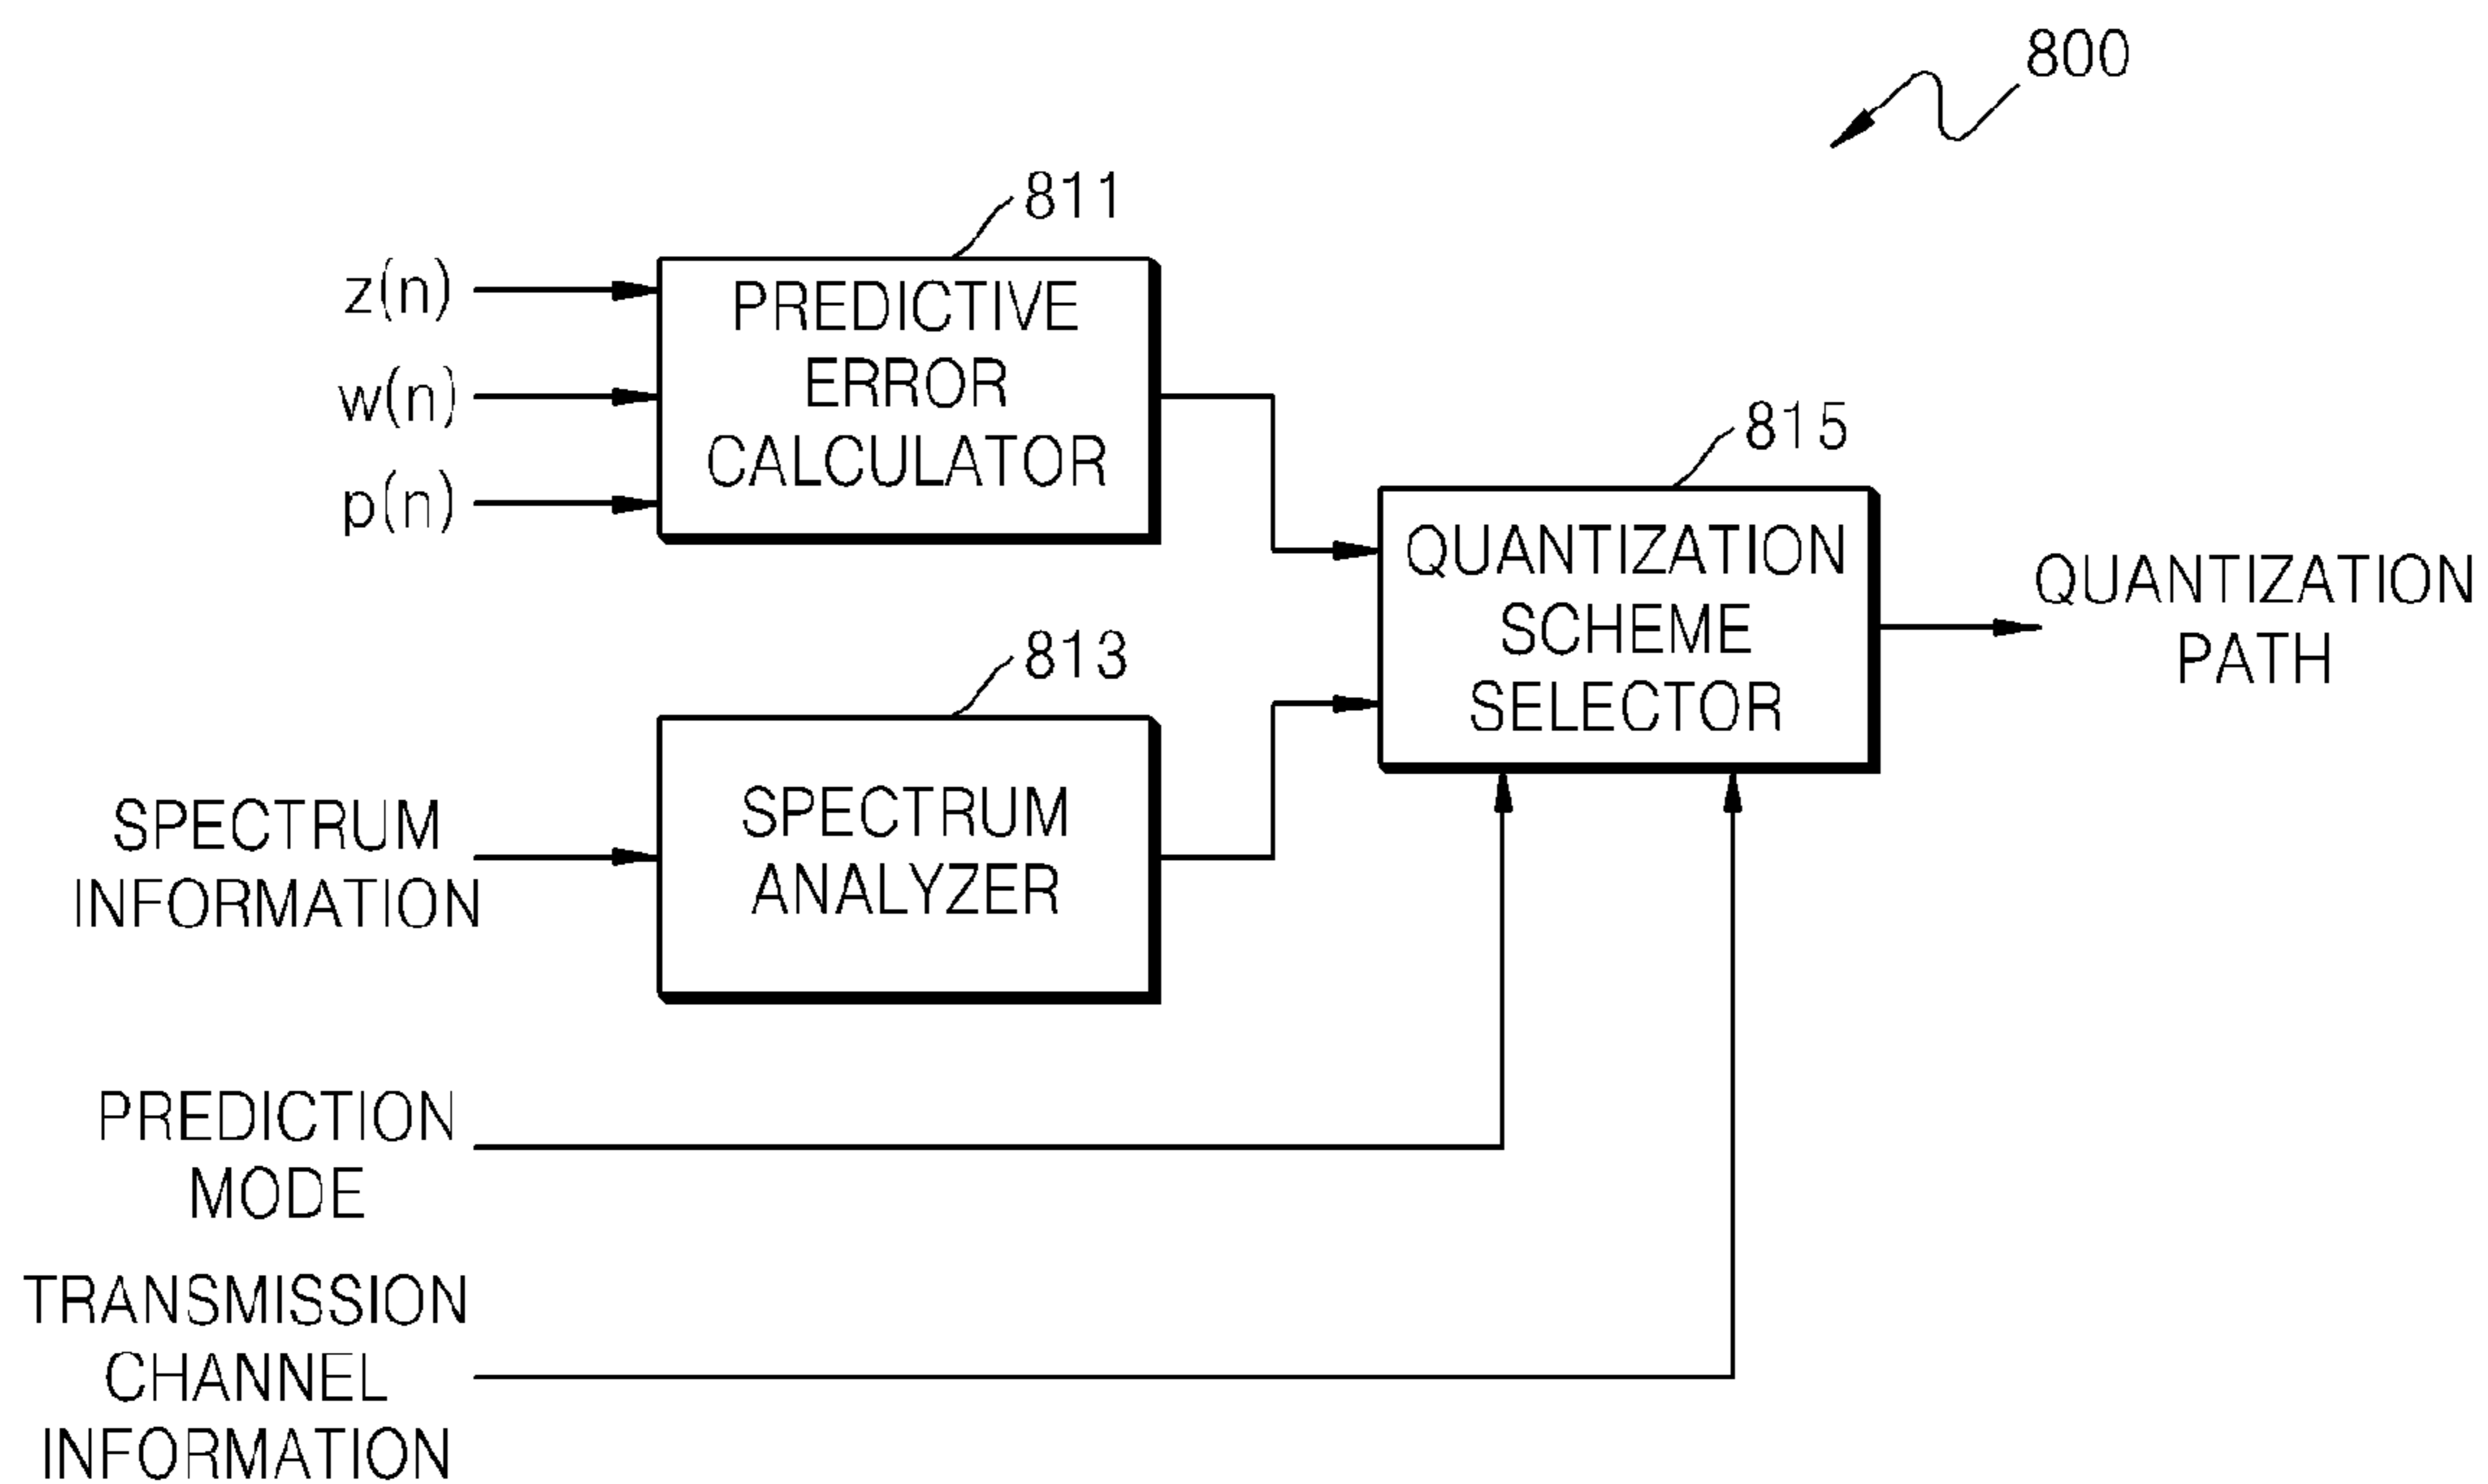 800
811
z(n)
w(n)
p(n)
PREDICTIVE
ERROR
CALCULATOR
815
QUANTIZATION
SCHEME
SELECTOR
QUANTIZATION
PATH
813
SPECTRUM
INFORMATION
SPECTRUM
ANALYZER
PREDICTION
MODE
TRANSMISSION
CHANNEL
INFORMATION